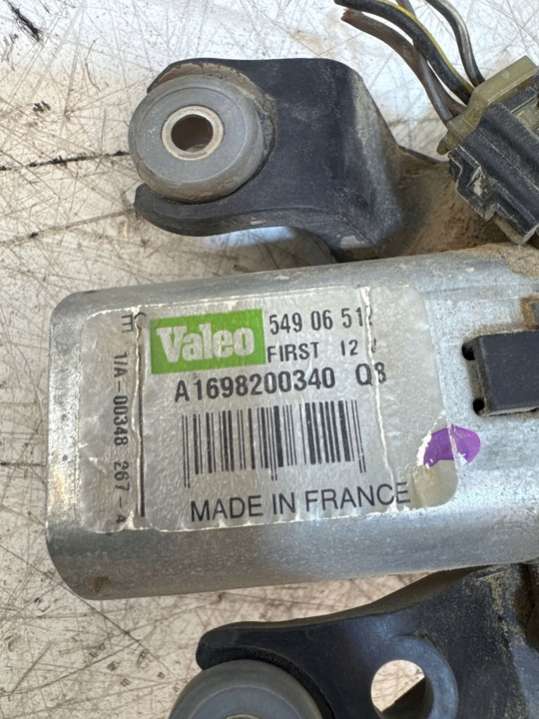 Valeo
549 06 51
FIRST 12 V
A1698200340 Q3
MADE IN FRANCE
1/A-00348 267-4